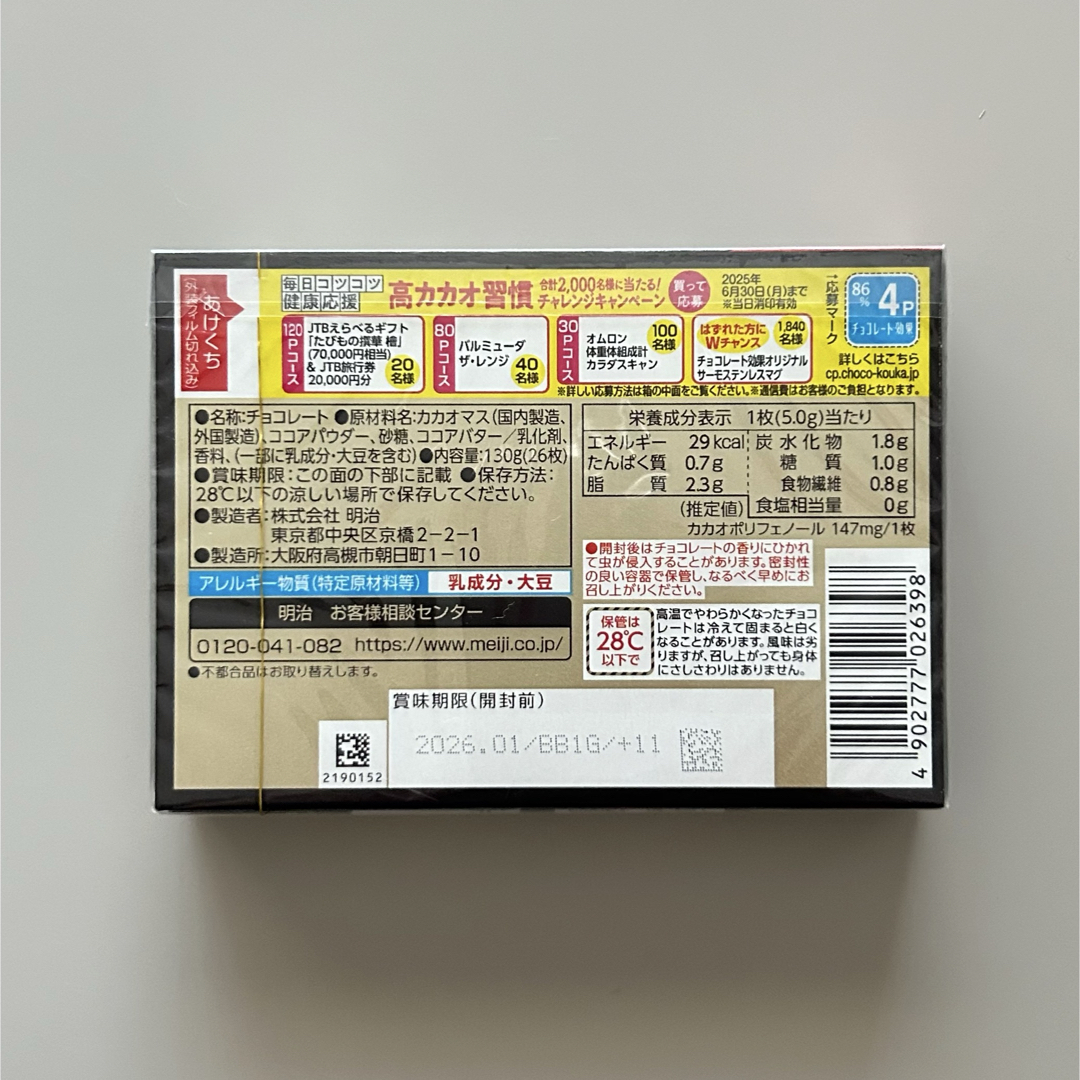 あけくち
(外装フィルム切れ込み)
毎日コツコツ
健康応援
高カカオ習慣
合計2,000名様に当たる!
チャレンジキャンペーン
買って
応募
2025年
6月30日(月)まで
※当日消印有効
→応募マーク
86%
4P
チョコレート効果
120Pコース
JTBえらべるギフト
「たびもの撰華 橧」
(70,000円相当)
& JTB旅行券
20,000円分
20名様
80Pコース
バルミューダ
ザ・レンジ
40名様
30Pコース
オムロン
体重体組成計
カラダスキャン
100名様
はずれた方に
Wチャンス
1,840名様
チョコレート効果オリジナル
サーモステンレスマグ
詳しくはこちら
cp.choco-kouka.jp
※詳しい応募方法は箱の中面をご覧ください。※通信費はお客様のご負担となります。
●名称:チョコレート ●原材料名:カカオマス(国内製造、
外国製造)、ココアパウダー、砂糖、ココアバター/乳化剤、
香料、(一部に乳成分・大豆を含む) ●内容量:130g(26枚)
●賞味期限:この面の下部に記載 ●保存方法:
28℃以下の涼しい場所で保存してください。
●製造者:株式会社 明治
東京都中央区京橋2-2-1
●製造所:大阪府高槻市朝日町1-10
アレルギー物質(特定原材料等) 乳成分・大豆
明治 お客様相談センター
0120-041-082 https://www.meiji.co.jp/
●不都合品はお取り替えします。
栄養成分表示 1枚(5.0g)当たり
エネルギー 29kcal 炭水化物 1.8g
たんぱく質 0.7g 糖質 1.0g
脂質 2.3g 食物繊維 0.8g
(推定値) 食塩相当量 0g
カカオポリフェノール 147mg/1枚
●開封後はチョコレートの香りにひかれ
て虫が侵入することがあります。密封性
の良い容器で保管し、なるべく早めにお
召し上がりください。
保管は
28℃
以下で
高温でやわらかくなったチョコ
レートは冷えて固まると白く
なることがあります。風味は劣
りますが、召し上がっても身体
にさしさわりはありません。
4 902777 026398
賞味期限(開封前)
2026.01/BB1G/+11
2190152